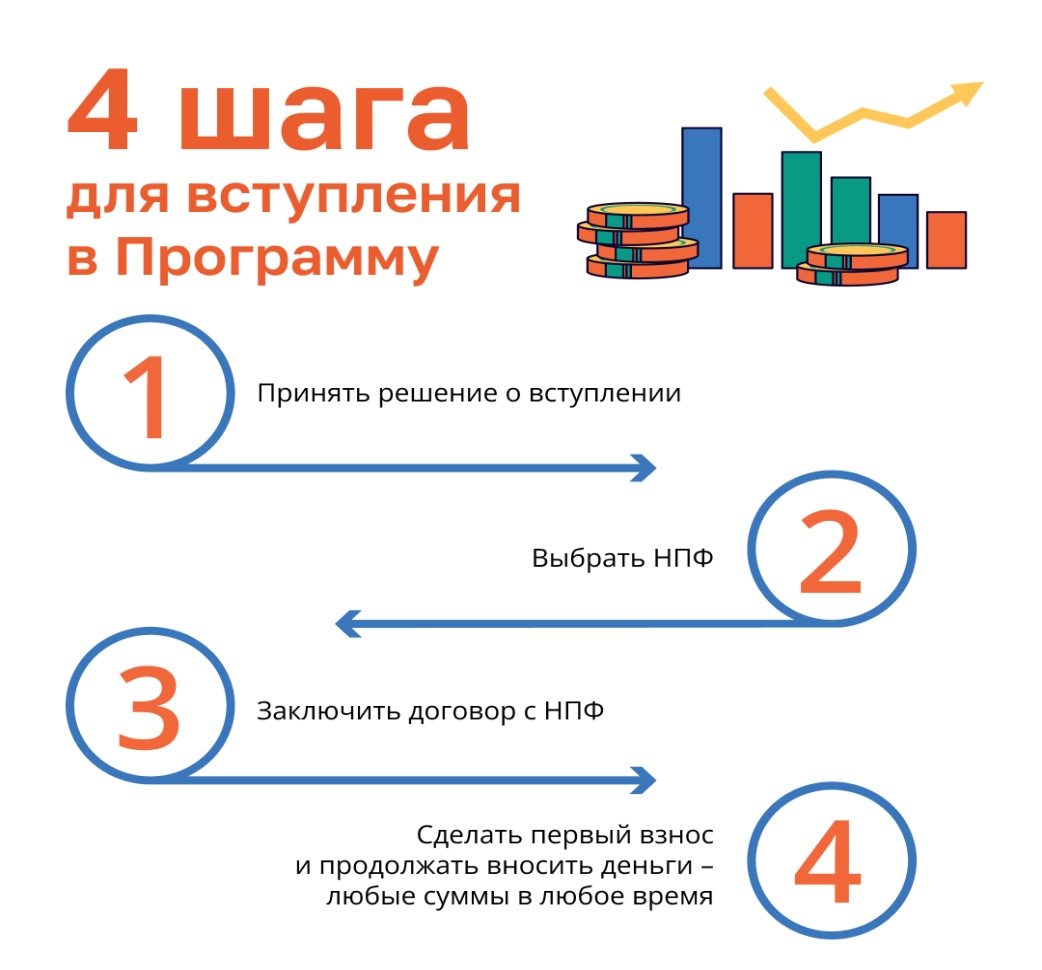 4 шага
для вступления
в Программу
1
Принять решение о вступлении
2
Выбрать НПФ
3
Заключить договор с НПФ
4
Сделать первый взнос
и продолжать вносить деньги –
любые суммы в любое время